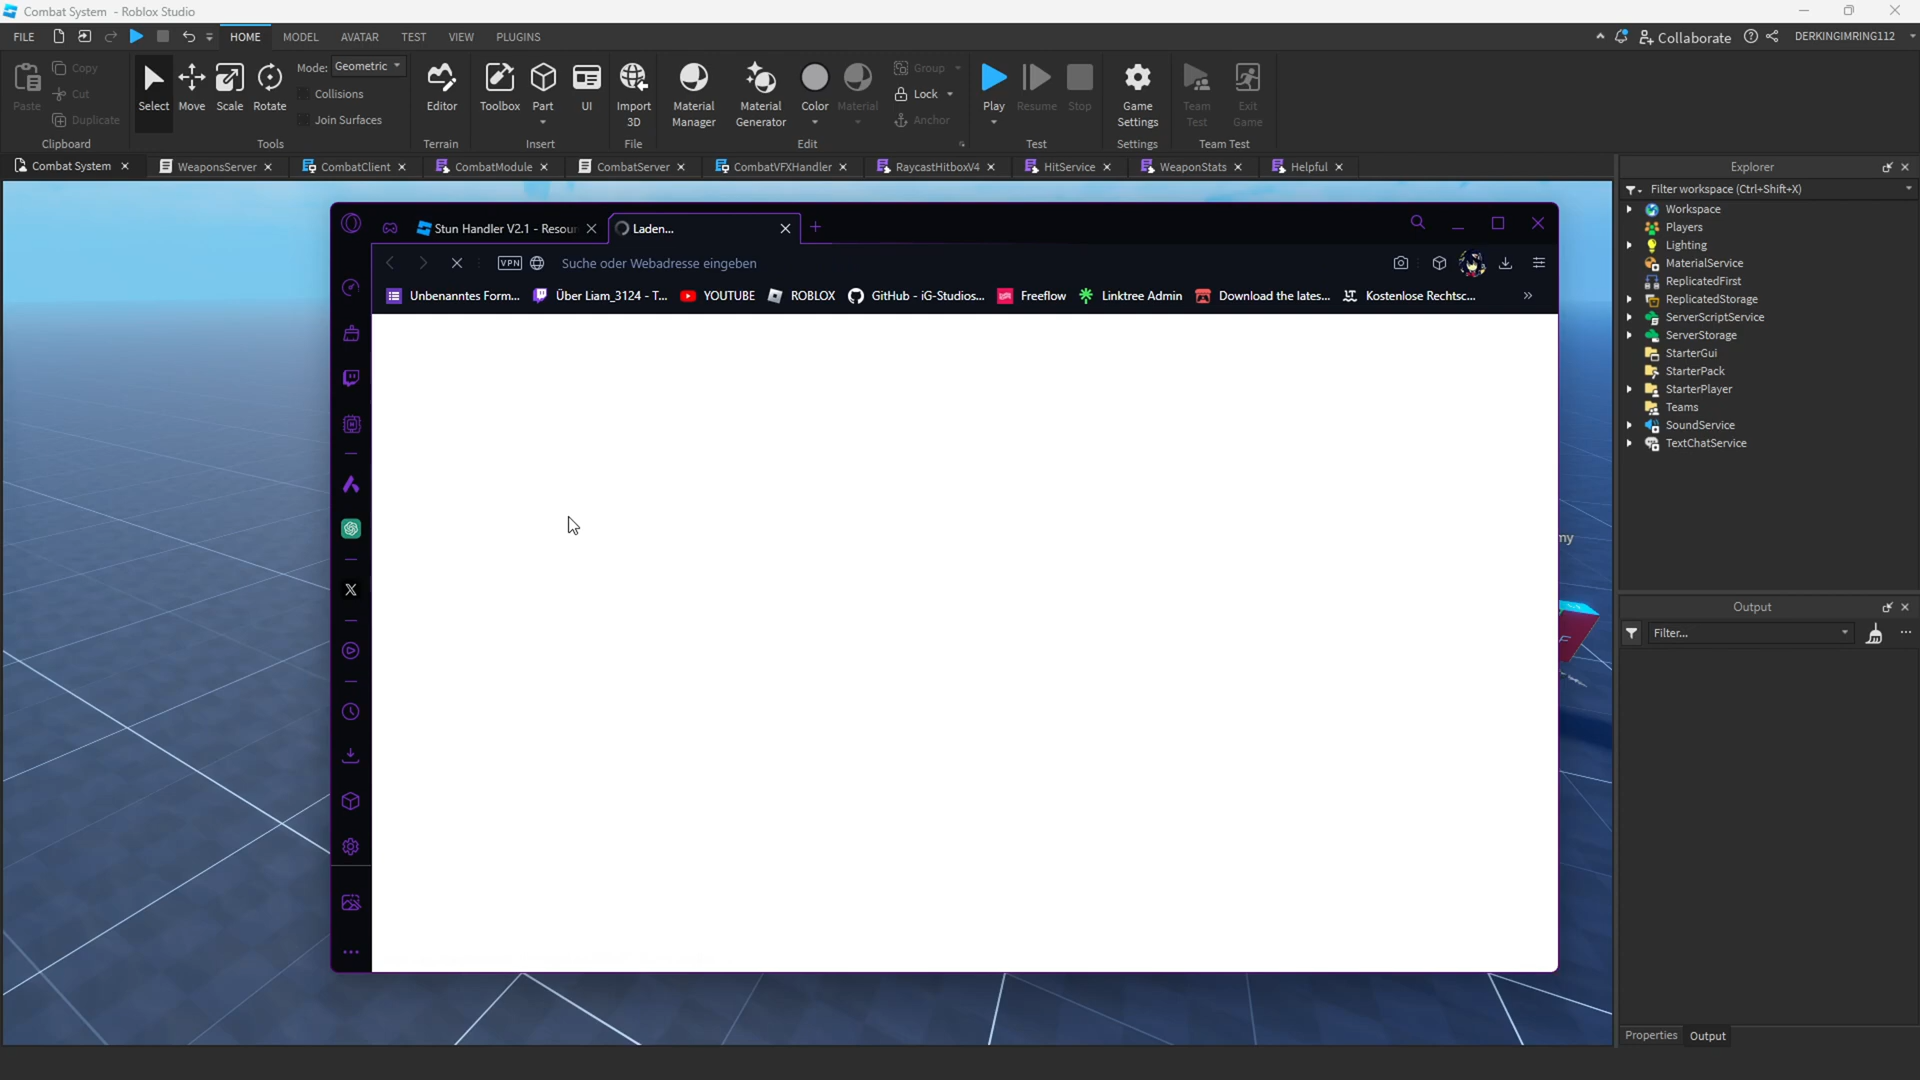 Combat System - Roblox Studio
FILE HOME MODEL AVATAR TEST VIEW PLUGINS Collaborate DERKINGIMRING112
Paste Copy Cut Duplicate Clipboard
Select Move Scale Rotate Mode: Geometric Collisions Join Surfaces Tools
Editor Terrain
Toolbox Part UI Insert
Import 3D File
Material Manager Material Generator Color Material Group Lock Anchor Edit
Play Resume Stop Test
Game Settings Settings
Team Test Exit Game Team Test
Combat System WeaponsServer CombatClient CombatModule CombatServer CombatVFXHandler RaycastHitboxV4 HitService WeaponStats Helpful
Stun Handler V2.1 - Resour Laden...
VPN Suche oder Webadresse eingeben
Unbenanntes Form... Über Liam_3124 - T... YOUTUBE ROBLOX GitHub - iG-Studios... Freeflow Linktree Admin Download the lates... LT Kostenlose Rechtsc... »
my
F
Explorer
Filter workspace (Ctrl+Shift+X)
Workspace
Players
Lighting
MaterialService
ReplicatedFirst
ReplicatedStorage
ServerScriptService
ServerStorage
StarterGui
StarterPack
StarterPlayer
Teams
SoundService
TextChatService
Output
Filter...
Properties Output